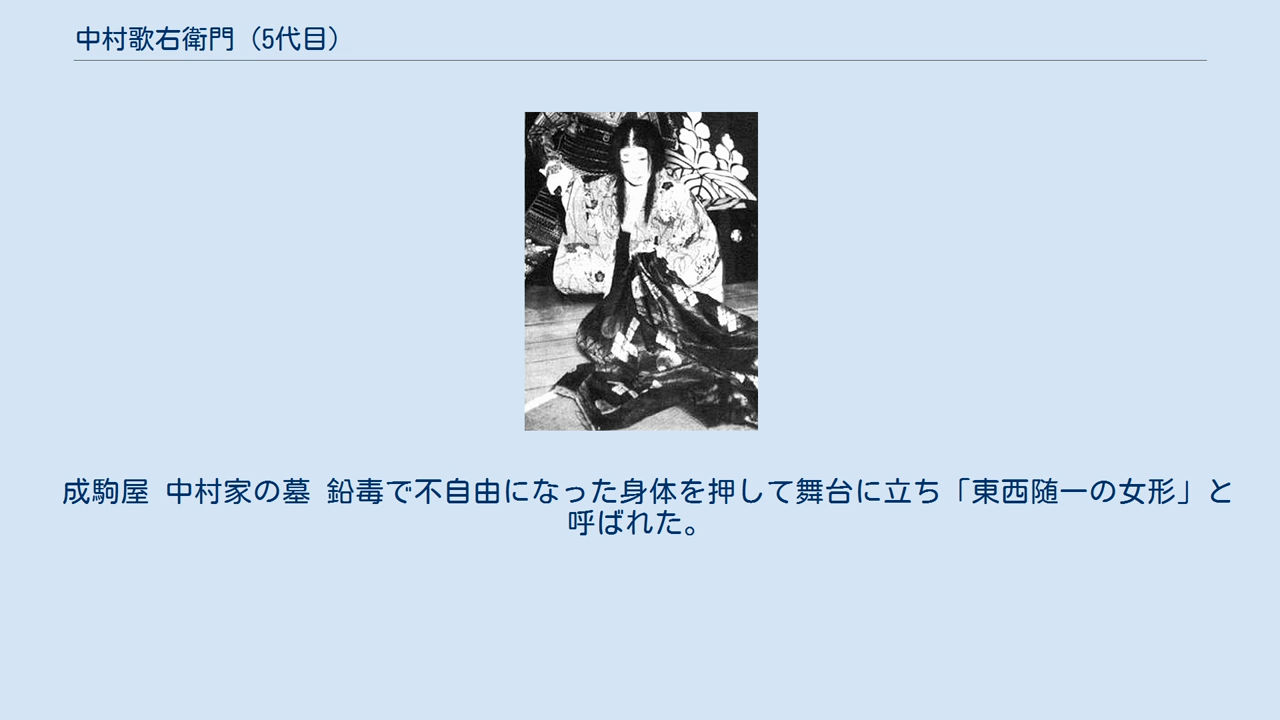 中村歌右衛門（5代目）
成駒屋 中村家の墓 鉛毒で不自由になった身体を押して舞台に立ち「東西随一の女形」と
呼ばれた。